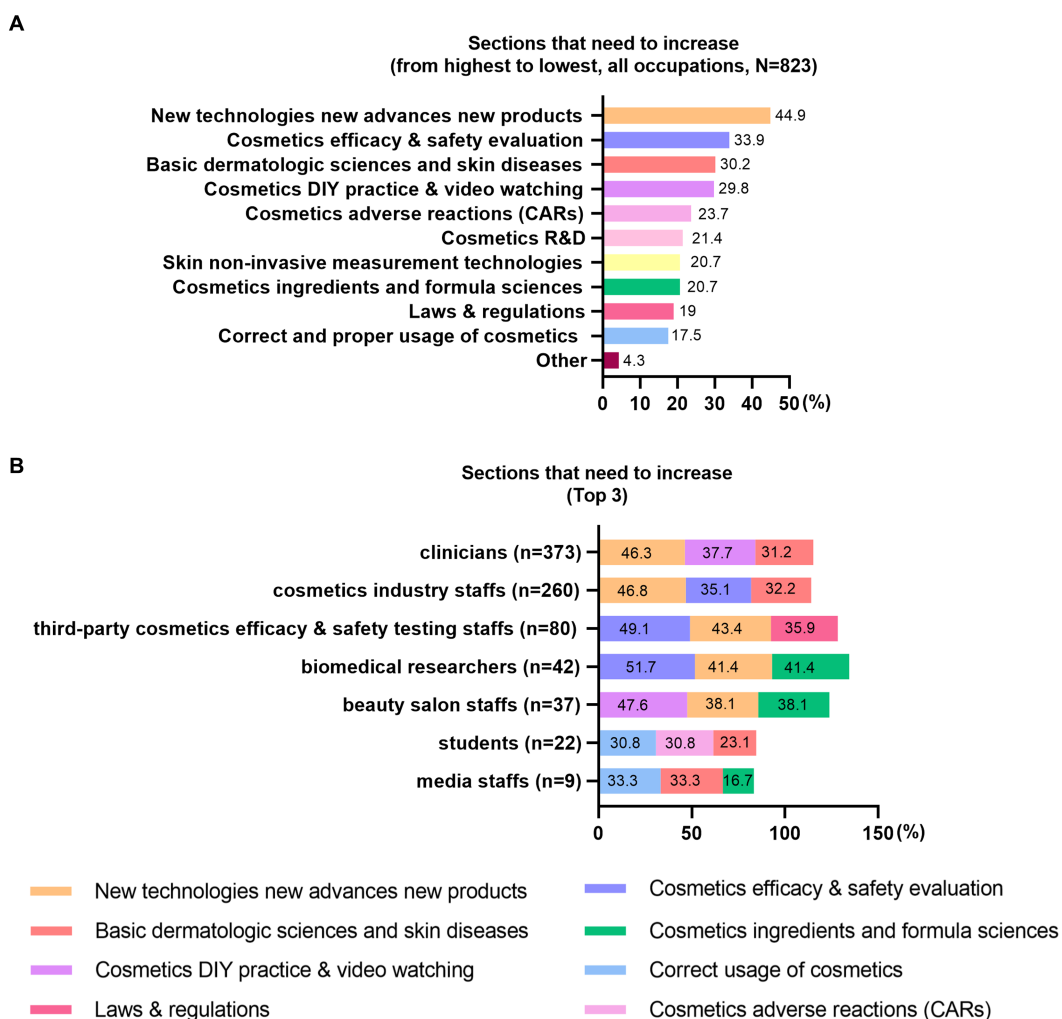 A
Sections that need to increase
(from highest to lowest, all occupations, N=823)
New technologies new advances new products 44.9
Cosmetics efficacy & safety evaluation 33.9
Basic dermatologic sciences and skin diseases 30.2
Cosmetics DIY practice & video watching 29.8
Cosmetics adverse reactions (CARs) 23.7
Cosmetics R&D 21.4
Skin non-invasive measurement technologies 20.7
Cosmetics ingredients and formula sciences 20.7
Laws & regulations 19
Correct and proper usage of cosmetics 17.5
Other 4.3
0 10 20 30 40 50 (%)
B
Sections that need to increase
(Top 3)
clinicians (n=373) 46.3 37.7 31.2
cosmetics industry staffs (n=260) 46.8 35.1 32.2
third-party cosmetics efficacy & safety testing staffs (n=80) 49.1 43.4 35.9
biomedical researchers (n=42) 51.7 41.4 41.4
beauty salon staffs (n=37) 47.6 38.1 38.1
students (n=22) 30.8 30.8 23.1
media staffs (n=9) 33.3 33.3 16.7
0 50 100 150 (%)
New technologies new advances new products
Cosmetics efficacy & safety evaluation
Basic dermatologic sciences and skin diseases
Cosmetics ingredients and formula sciences
Cosmetics DIY practice & video watching
Correct usage of cosmetics
Laws & regulations
Cosmetics adverse reactions (CARs)